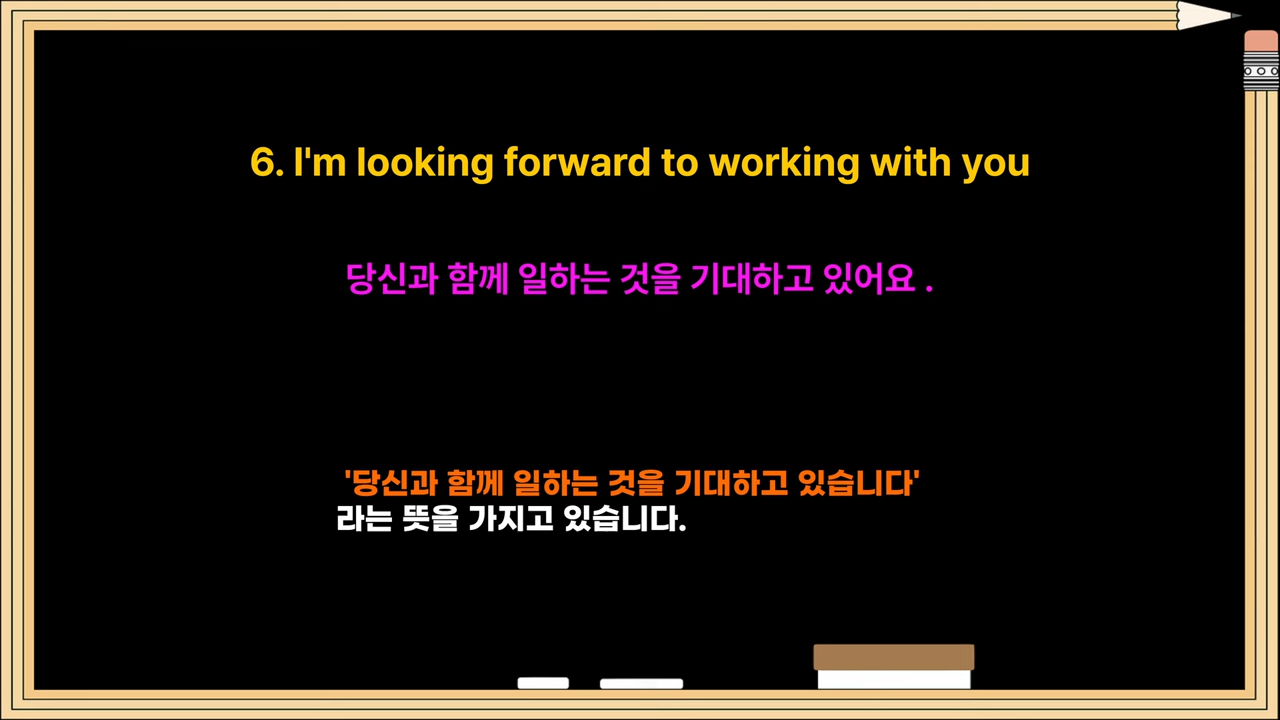 6. I'm looking forward to working with you
당신과 함께 일하는 것을 기대하고 있어요 .
'당신과 함께 일하는 것을 기대하고 있습니다'
라는 뜻을 가지고 있습니다.